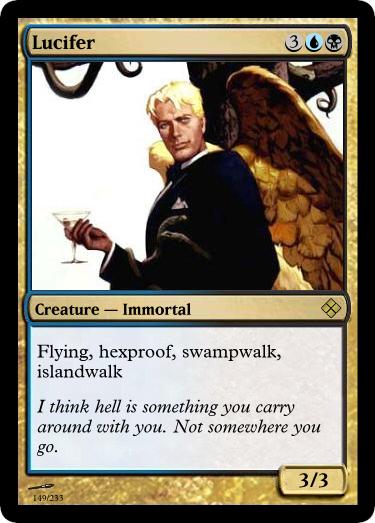 Lucifer 3
Creature — Immortal
Flying, hexproof, swampwalk,
islandwalk
I think hell is something you carry
around with you. Not somewhere you
go.
3/3
149/233